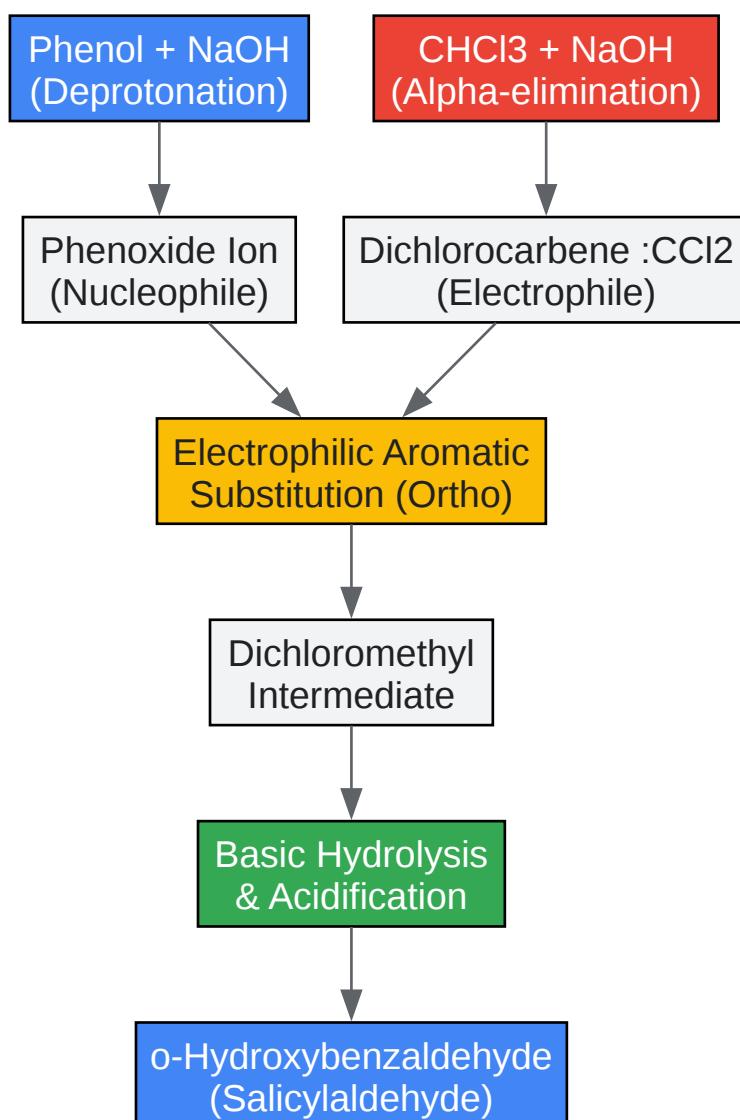 Phenol + NaOH
(Deprotonation)
CHCl3 + NaOH
(Alpha-elimination)
Phenoxide Ion
(Nucleophile)
Dichlorocarbene :CCl2
(Electrophile)
Electrophilic Aromatic
Substitution (Ortho)
Dichloromethyl
Intermediate
Basic Hydrolysis
& Acidification
o-Hydroxybenzaldehyde
(Salicylaldehyde)